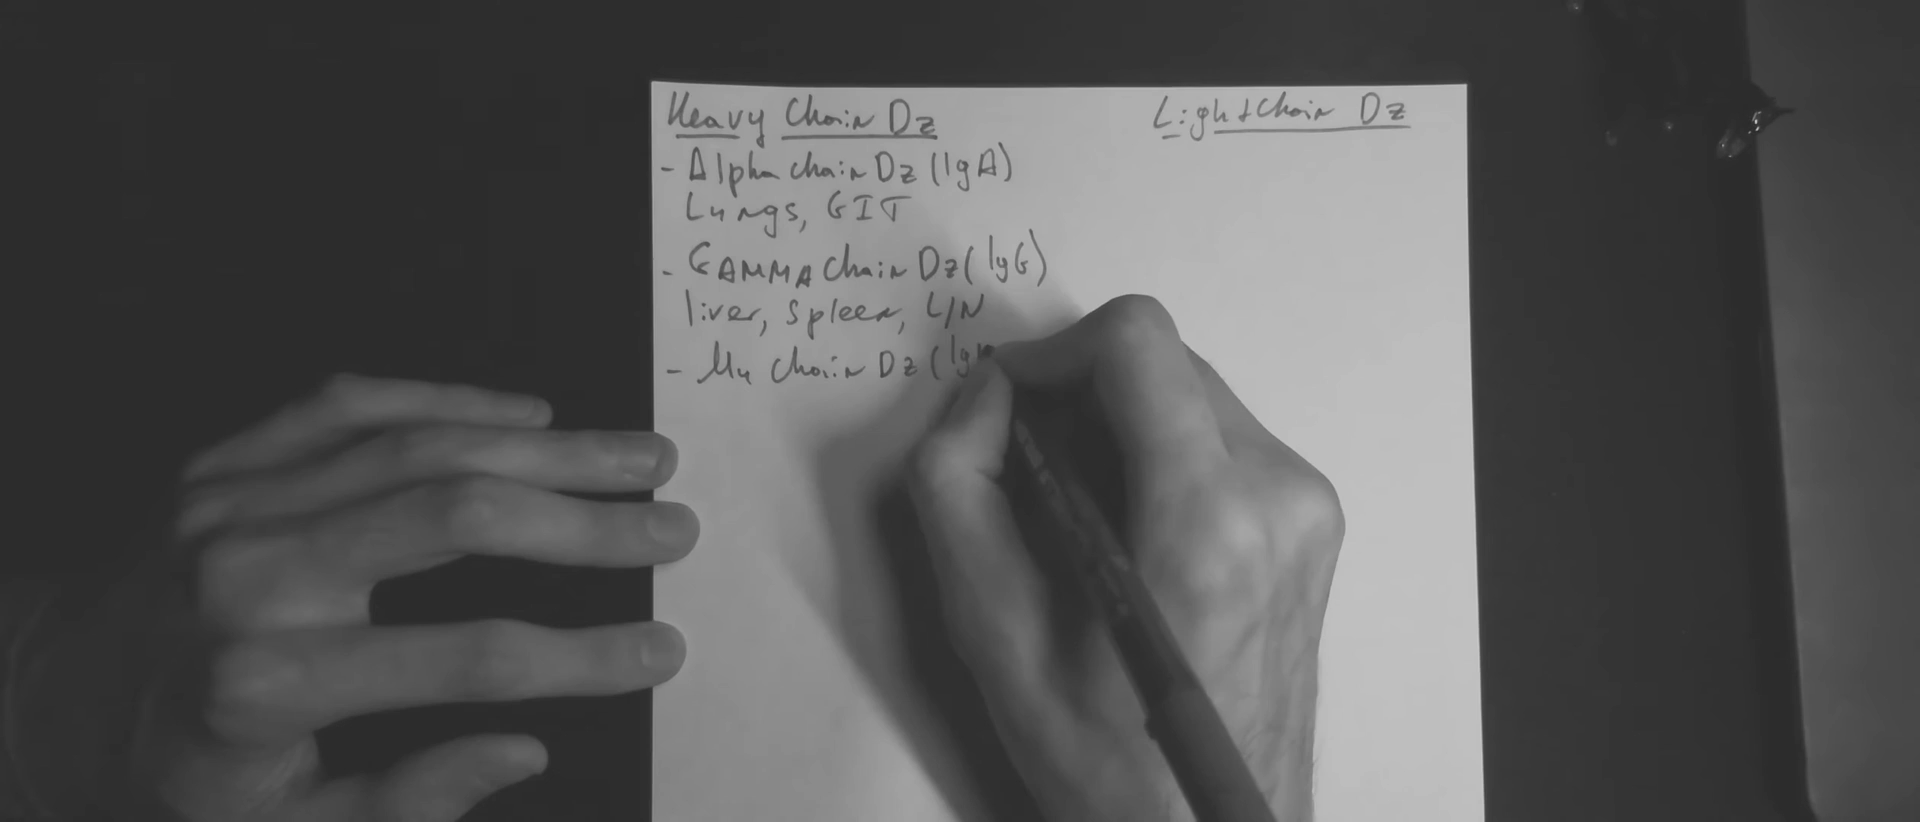 Heavy Chain Dz
Light Chain Dz
- Alpha chain Dz (IgA)
Lungs, GIT
- GAMMA Chain Dz (IgG)
liver, spleen, L/N
- Mu chain Dz (Ig